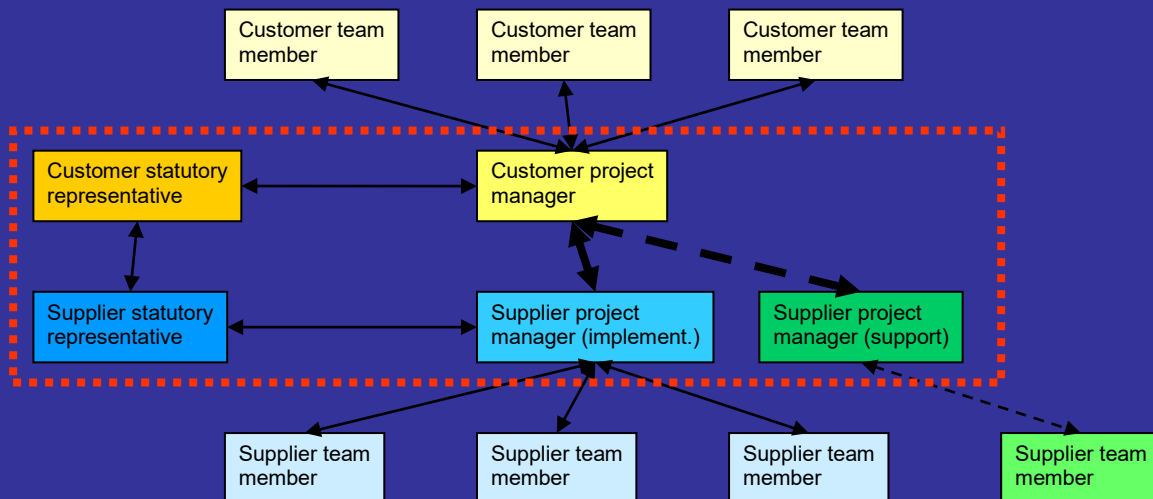 Customer team
member
Customer team
member
Customer team
member
Customer statutory
representative
Customer project
manager
Supplier statutory
representative
Supplier project
manager (implement.)
Supplier project
manager (support)
Supplier team
member
Supplier team
member
Supplier team
member
Supplier team
member